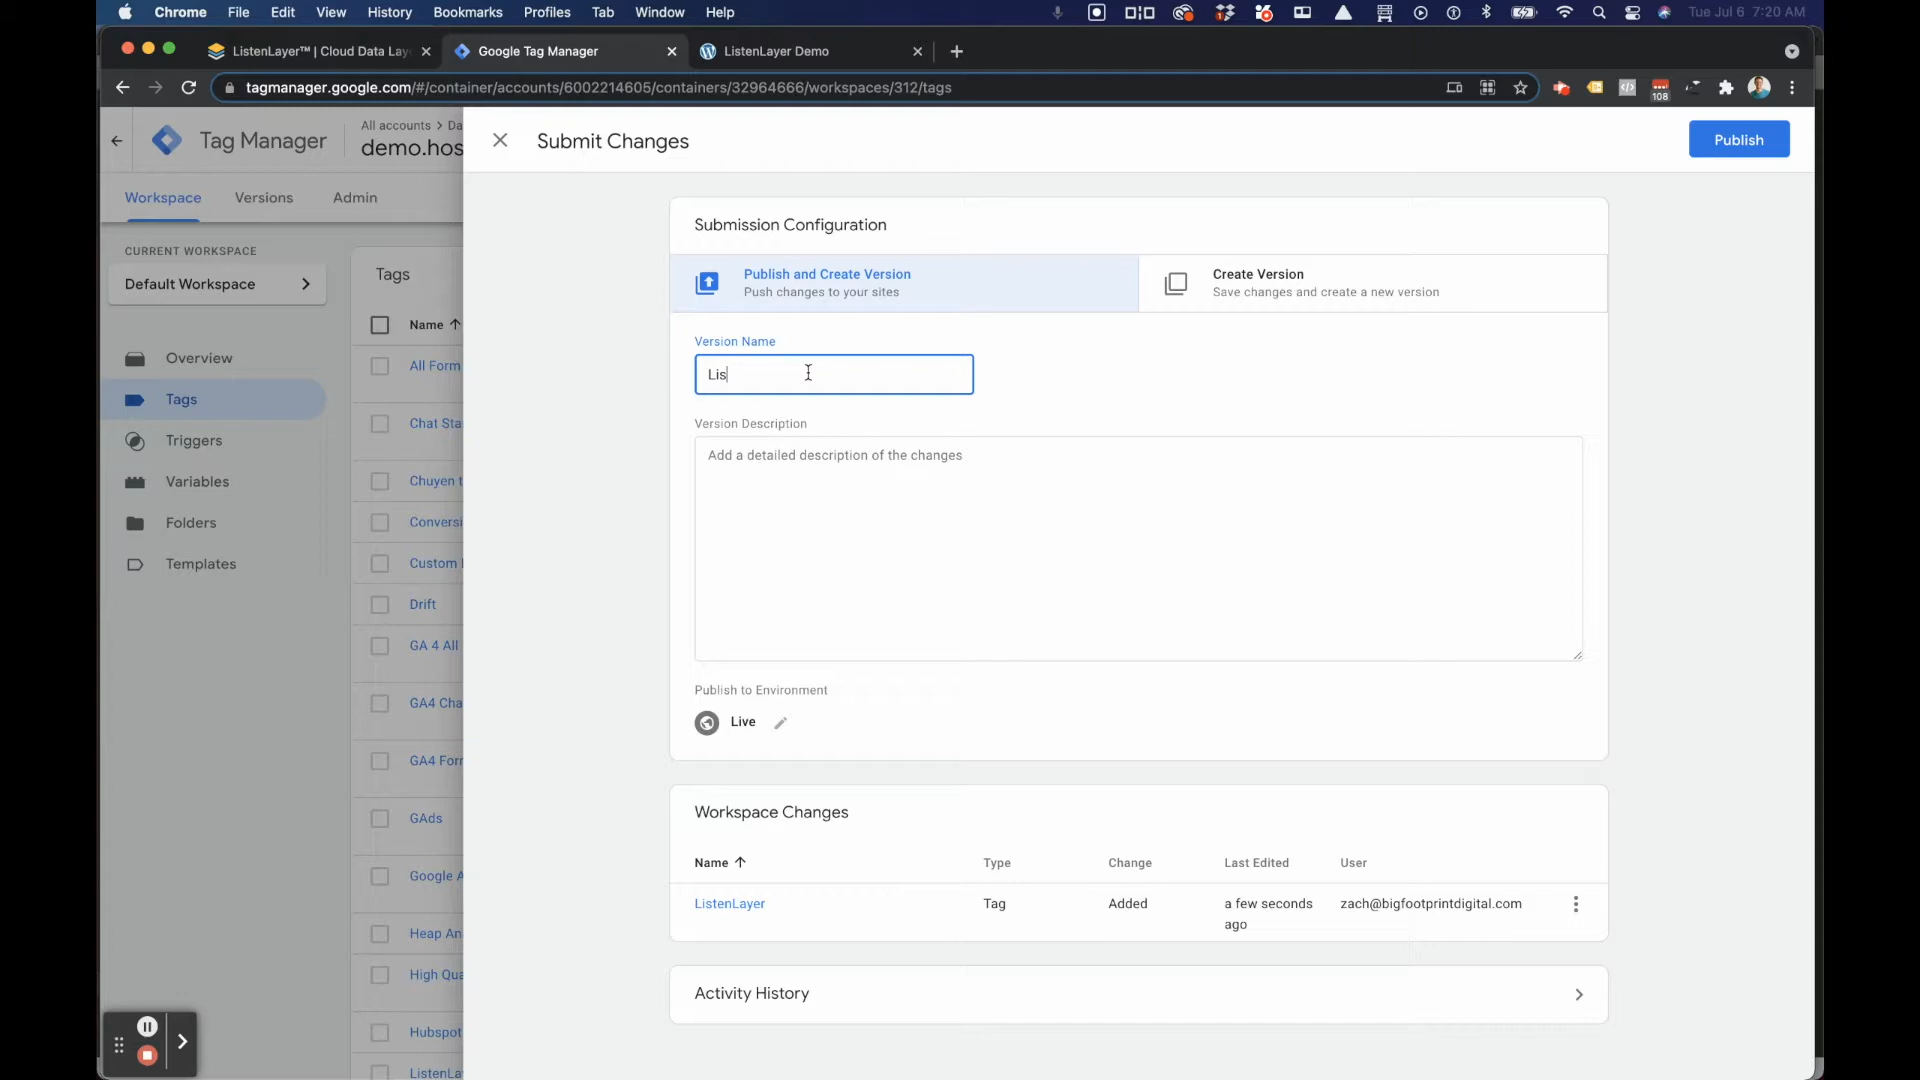 Chrome File Edit View History Bookmarks Profiles Tab Window Help Tue Jul 6 7:20 AM
ListenLayer™ | Cloud Data Lay
Google Tag Manager
ListenLayer Demo
tagmanager.google.com/#/container/accounts/6002214605/containers/32964666/workspaces/312/tags
108
Tag Manager
All accounts > Da
demo.hos
Submit Changes
Publish
Workspace Versions Admin
CURRENT WORKSPACE
Default Workspace
Overview
Tags
Triggers
Variables
Folders
Templates
Tags
Name
All Form
Chat Sta
Chuyen t
Conversi
Custom
Drift
GA 4 All
GA4 Cha
GA4 For
GAds
Google A
Heap An
High Qua
Hubspot
ListenLa
Submission Configuration
Publish and Create Version
Push changes to your sites
Create Version
Save changes and create a new version
Version Name
Lis
Version Description
Add a detailed description of the changes
Publish to Environment
Live
Workspace Changes
Name Type Change Last Edited User
ListenLayer Tag Added a few seconds zach@bigfootprintdigital.com
ago
Activity History